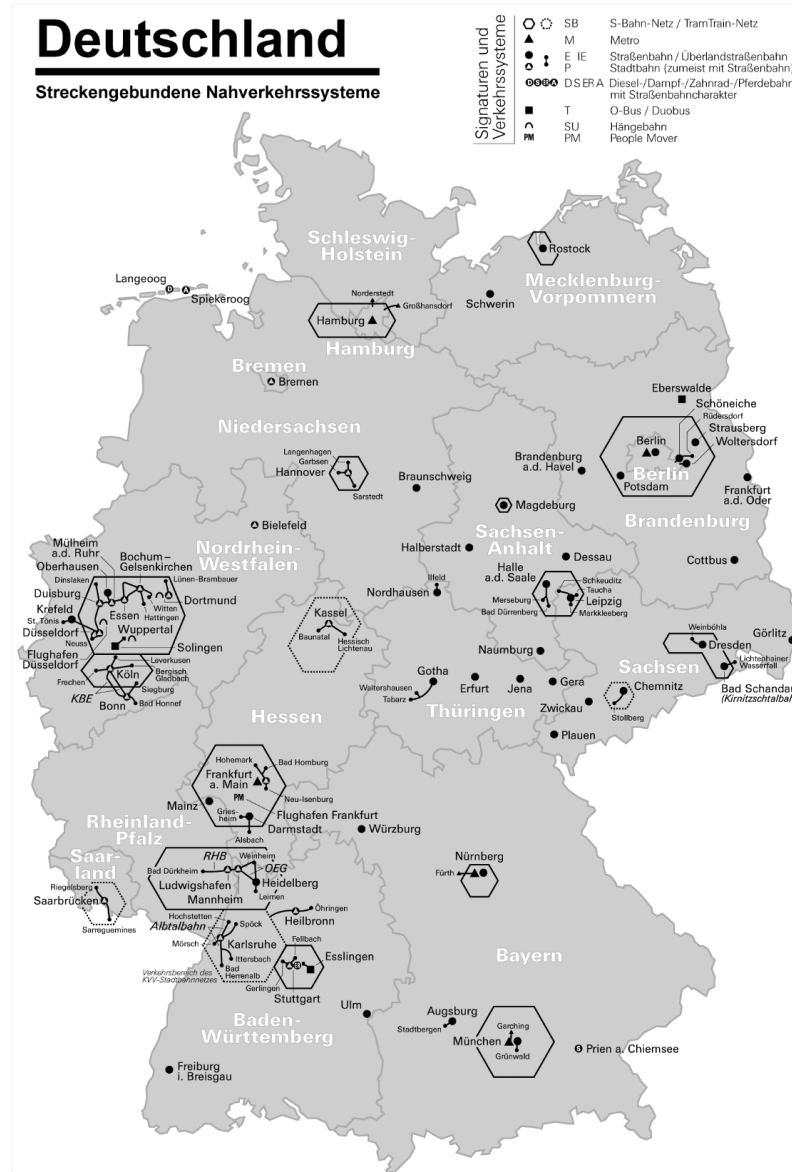 Deutschland
Streckengebundene Nahverkehrssysteme
Signaturen und
Verkehrssysteme
SB S-Bahn-Netz / TramTrain-Netz
M Metro
E IE Straßenbahn / Überlandstraßenbahn
P Stadtbahn (zumeist mit Straßenbahn)
D S E R A Diesel-/Dampf-/Zahnrad-/Pferdebahn
mit Straßenbahncharakter
T O-Bus / Duobus
SU Hängebahn
PM PM People Mover
Schleswig-
Holstein
Rostock
Mecklenburg-
Vorpommern
Langeoog
D A
Spiekeroog
Norderstedt
Großhansdorf
Schwerin
Hamburg
Hamburg
Bremen
Bremen
Eberswalde
Schöneiche
Rüdersdorf
Strausberg
Woltersdorf
Niedersachsen
Berlin
Berlin
Potsdam
Langenhagen
Garbsen
Hannover
Sarstedt
Braunschweig
Brandenburg
a.d. Havel
Frankfurt
a.d. Oder
Magdeburg
Brandenburg
Bielefeld
Nordrhein-
Westfalen
Sachsen-
Anhalt
Mülheim
a.d. Ruhr
Oberhausen
Bochum–
Gelsenkirchen
Halberstadt
Dessau
Cottbus
Dinslaken
Lünen-Brambauer
Duisburg
Essen
Witten
Hattingen
Dortmund
Krefeld
St. Tönis
Düsseldorf
Neuss
Wuppertal
Solingen
Flughafen
Düsseldorf
Ilfeld
Nordhausen
Halle
a.d. Saale
Schkeuditz
Taucha
Merseburg
Leipzig
Bad Dürrenberg
Markkleeberg
Kassel
Baunatal
Hessisch
Lichtenau
Leverkusen
Köln
Bergisch
Gladbach
Frechen
Siegburg
KBE
Bonn
Bad Honnef
Naumburg
Weinböhla
Görlitz
Dresden
Sachsen
Lichtenhainer
Wasserfall
Bad Schandau
(Kirnitzschtalbahn)
Gotha
Waltershausen
Tabarz
Erfurt
Jena
Gera
Chemnitz
Stollberg
Zwickau
Thüringen
Plauen
Hessen
Hohemark
Bad Homburg
Frankfurt
a. Main
Neu-Isenburg
PM
Mainz
Gries-
heim
Flughafen Frankfurt
Darmstadt
Alsbach
Würzburg
Rheinland-
Pfalz
Saar-
land
RHB
Weinheim
OEG
Bad Dürkheim
Ludwigshafen
Heidelberg
Mannheim
Leimen
Nürnberg
Fürth
Riegelsberg
Saarbrücken
Sarreguemines
Hochstetten
Öhringen
Albtalbahn
Spöck
Heilbronn
Mörsch
Karlsruhe
Fellbach
Ittersbach
Bad
Herrenalb
Verkehrsbereich des
KVV-Stadtbahnnetzes
Esslingen
Gerlingen
Stuttgart
Bayern
Baden-
Württemberg
Ulm
Augsburg
Stadtbergen
Garching
München
Grünwald
S Prien a. Chiemsee
Freiburg
i. Breisgau